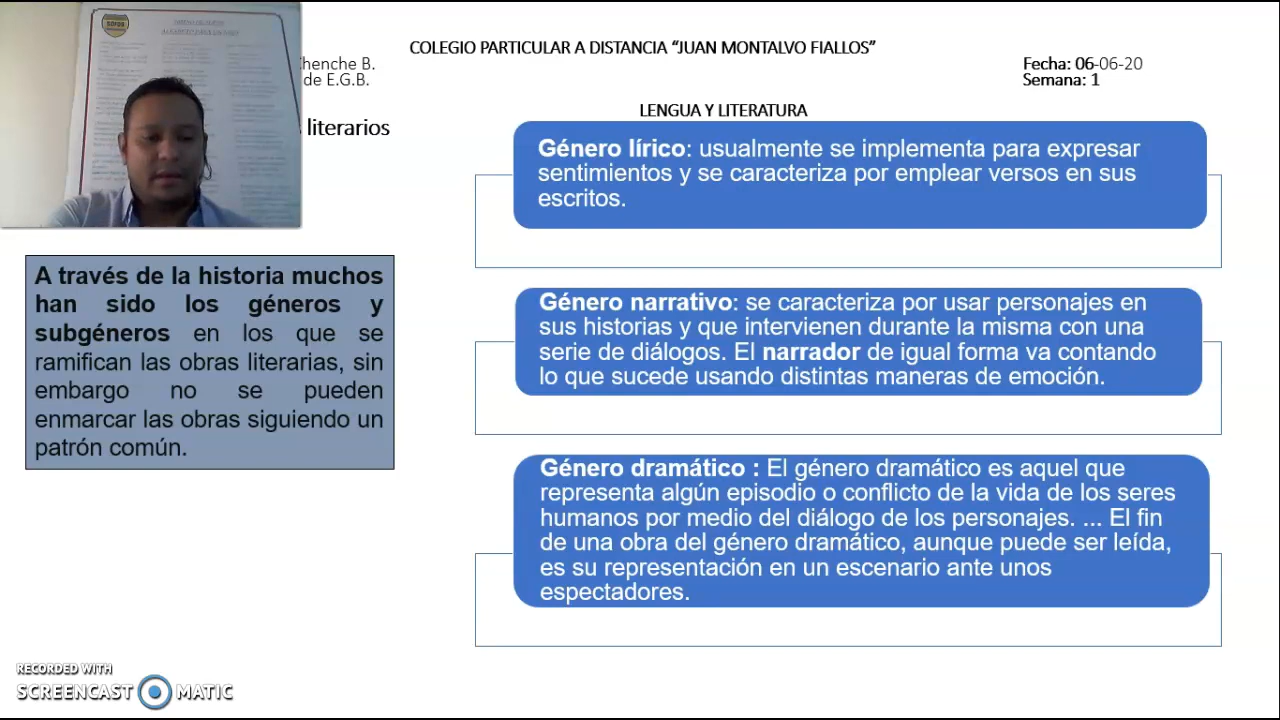 COLEGIO PARTICULAR A DISTANCIA “JUAN MONTALVO FIALLOS”
henche B.
de E.G.B.
Fecha: 06-06-20
Semana: 1
LENGUA Y LITERATURA
literarios
Género lírico: usualmente se implementa para expresar
sentimientos y se caracteriza por emplear versos en sus
escritos.
A través de la historia muchos
han sido los géneros y
subgéneros en los que se
ramifican las obras literarias, sin
embargo no se pueden
enmarcar las obras siguiendo un
patrón común.
Género narrativo: se caracteriza por usar personajes en
sus historias y que intervienen durante la misma con una
serie de diálogos. El narrador de igual forma va contando
lo que sucede usando distintas maneras de emoción.
Género dramático : El género dramático es aquel que
representa algún episodio o conflicto de la vida de los seres
humanos por medio del diálogo de los personajes. ... El fin
de una obra del género dramático, aunque puede ser leída,
es su representación en un escenario ante unos
espectadores.
RECORDED WITH
SCREENCAST MATIC